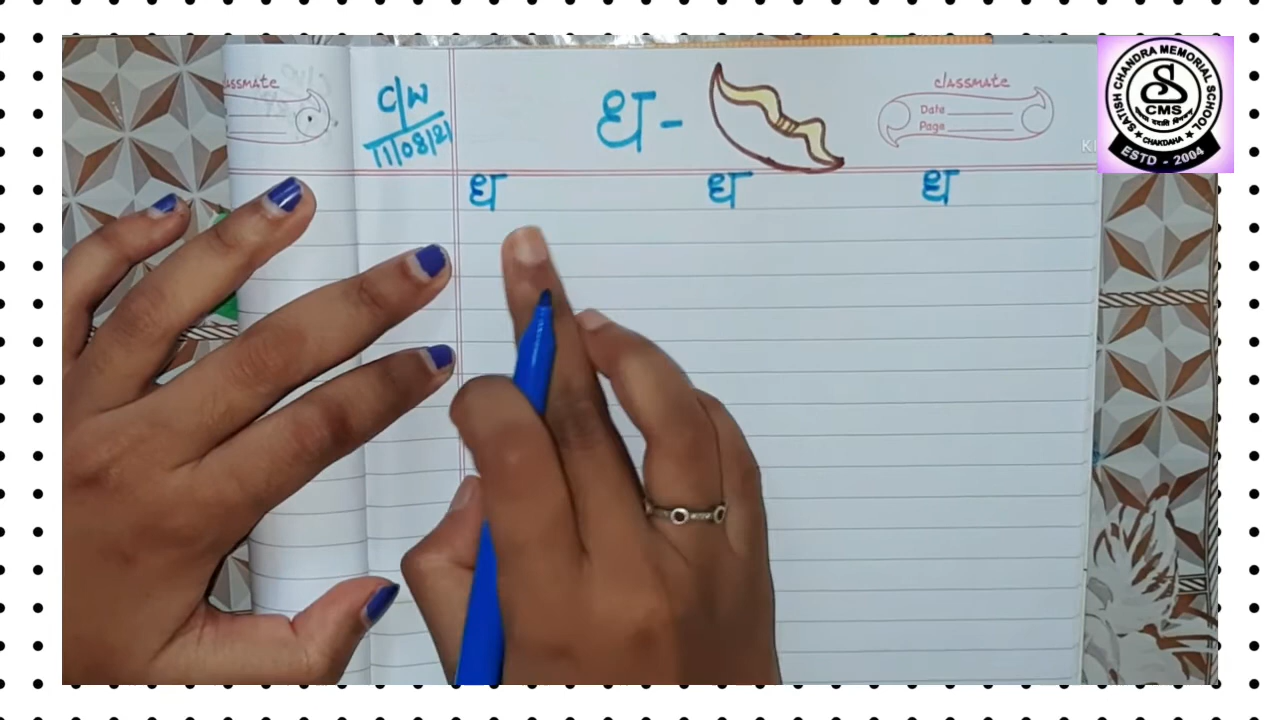 classmate
C/W
11/08/21
ध -
classmate
Date
Page
ध ध ध
SATISH CHANDRA MEMORIAL SCHOOL
S
CMS
★ CHAKDAHA ★
ESTD - 2004